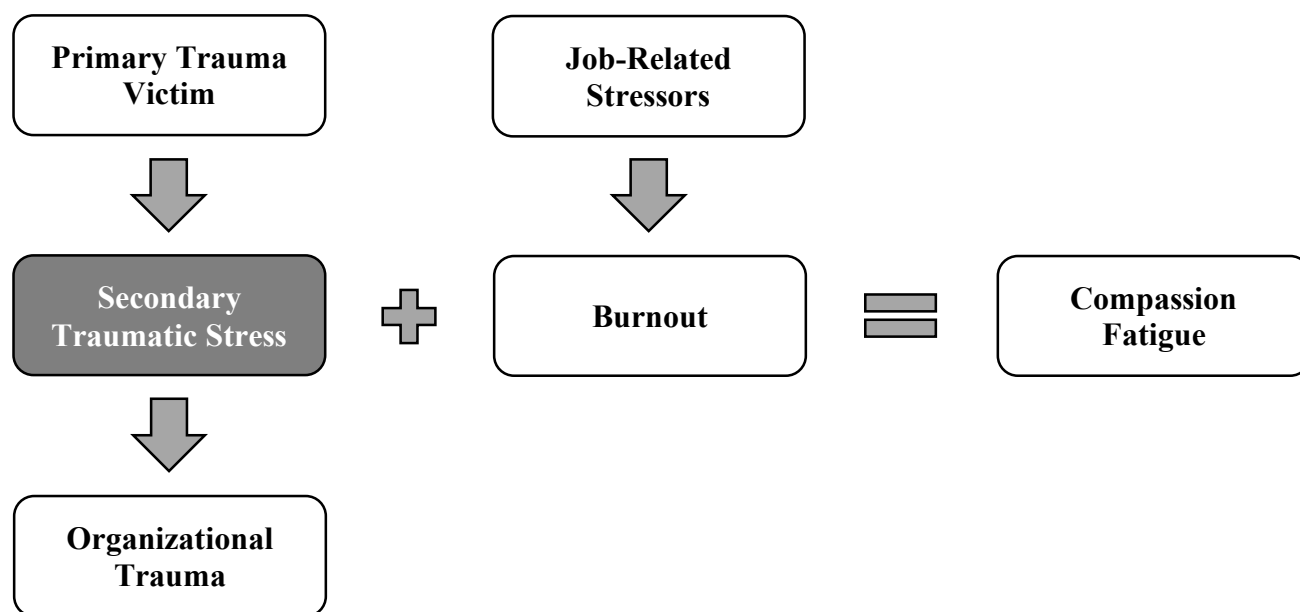 Primary Trauma
Victim
Job-Related
Stressors
Secondary
Traumatic Stress
Burnout
Compassion
Fatigue
Organizational
Trauma